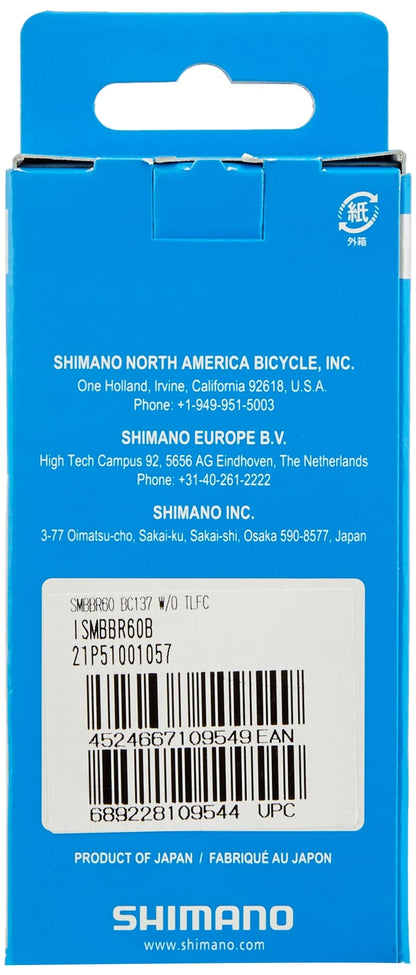 紙
外箱
SHIMANO NORTH AMERICA BICYCLE, INC.
One Holland, Irvine, California 92618, U.S.A.
Phone: +1-949-951-5003
SHIMANO EUROPE B.V.
High Tech Campus 92, 5656 AG Eindhoven, The Netherlands
Phone: +31-40-261-2222
SHIMANO INC.
3-77 Oimatsu-cho, Sakai-ku, Sakai-shi, Osaka 590-8577, Japan
SMBBR60 BC137 W/O TLFC
ISMBBR60B
21P51001057
4524667109549 EAN
689228109544 UPC
PRODUCT OF JAPAN / FABRIQUÉ AU JAPON
SHIMANO
www.shimano.com